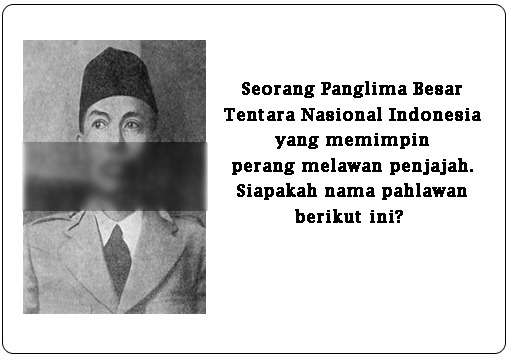 Seorang Panglima Besar
Tentara Nasional Indonesia
yang memimpin
perang melawan penjajah.
Siapakah nama pahlawan
berikut ini?